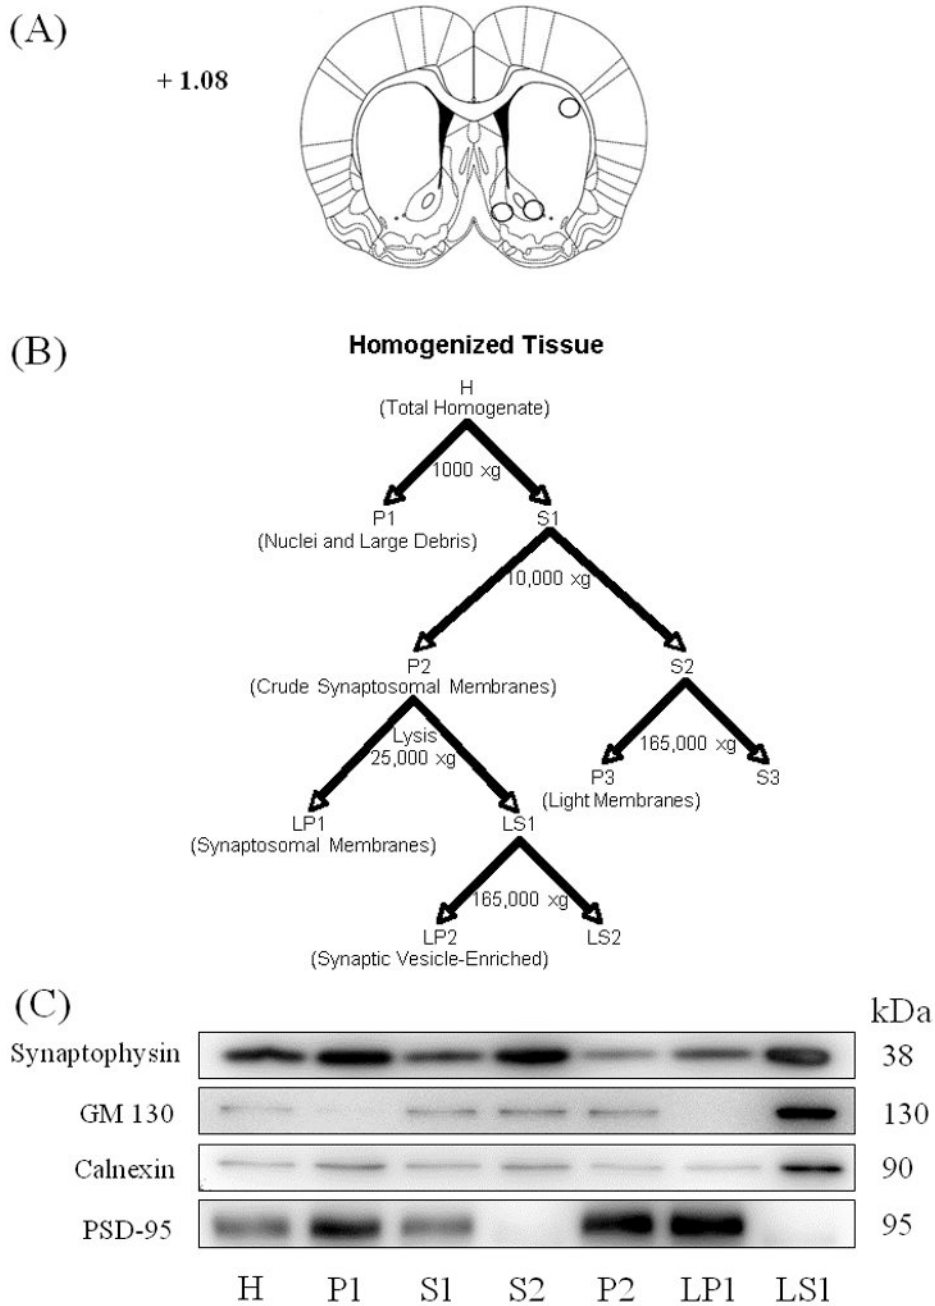 (A)
+ 1.08
(B)
Homogenized Tissue
H
(Total Homogenate)
1000 xg
P1
S1
(Nuclei and Large Debris)
10,000 xg
P2
S2
(Crude Synaptosomal Membranes)
Lysis
25,000 xg
165,000 xg
P3
S3
(Light Membranes)
LP1
LS1
(Synaptosomal Membranes)
165,000 xg
LP2
LS2
(Synaptic Vesicle-Enriched)
(C)
kDa
Synaptophysin 38
GM 130 130
Calnexin 90
PSD-95 95
H P1 S1 S2 P2 LP1 LS1